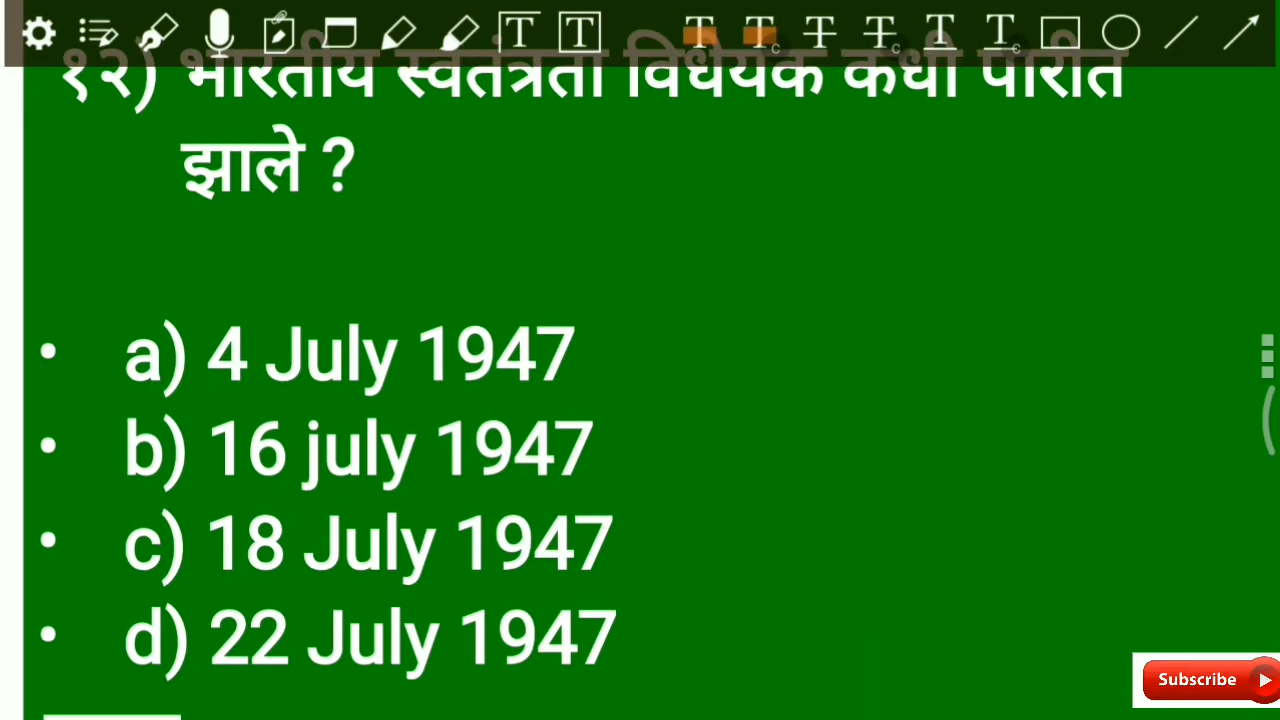 १२) भारतीय स्वतंत्रता विधेयक कधी पारीत
झाले ?
• a) 4 July 1947
• b) 16 july 1947
• c) 18 July 1947
• d) 22 July 1947
Subscribe